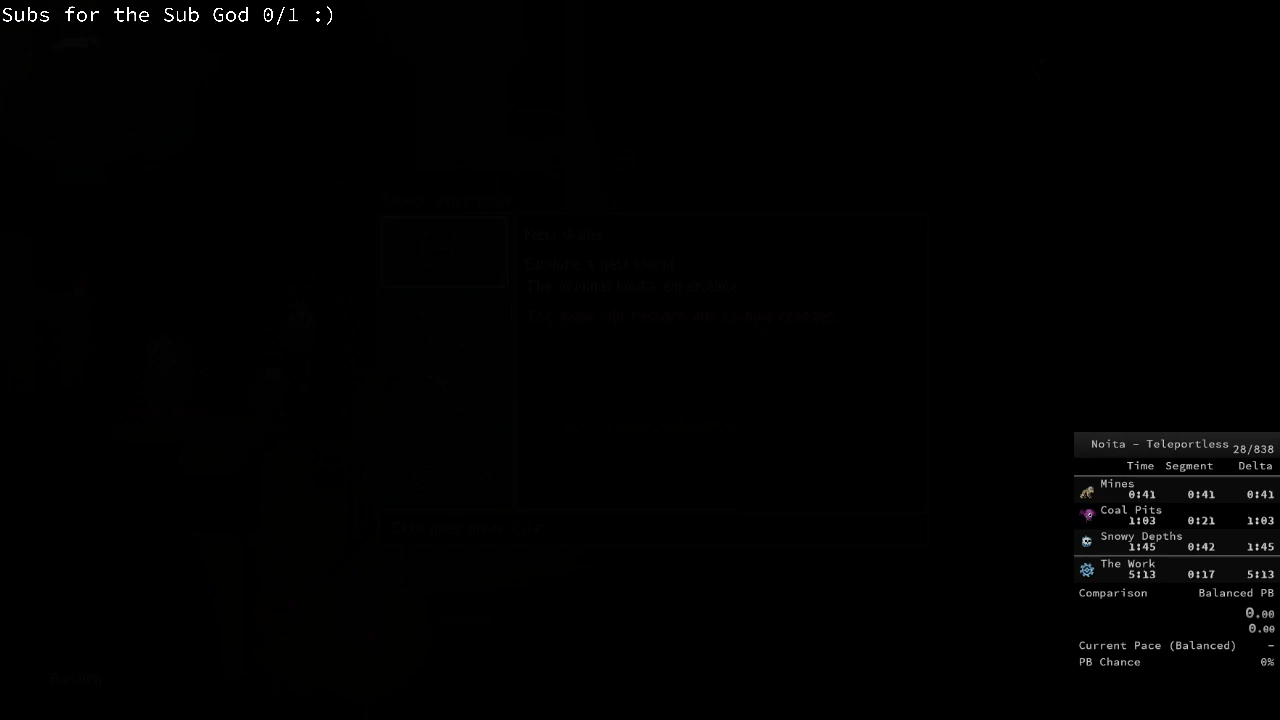 Subs for the Sub God 0/1 :)
New Game
Return
Noita - Teleportless 28/838
Time Segment Delta
Mines
0:41 0:41 0:41
Coal Pits
1:03 0:21 1:03
Snowy Depths
1:45 0:42 1:45
The Work
5:13 0:17 5:13
Comparison Balanced PB
0.00
0.00
Current Pace (Balanced) -
PB Chance 0%